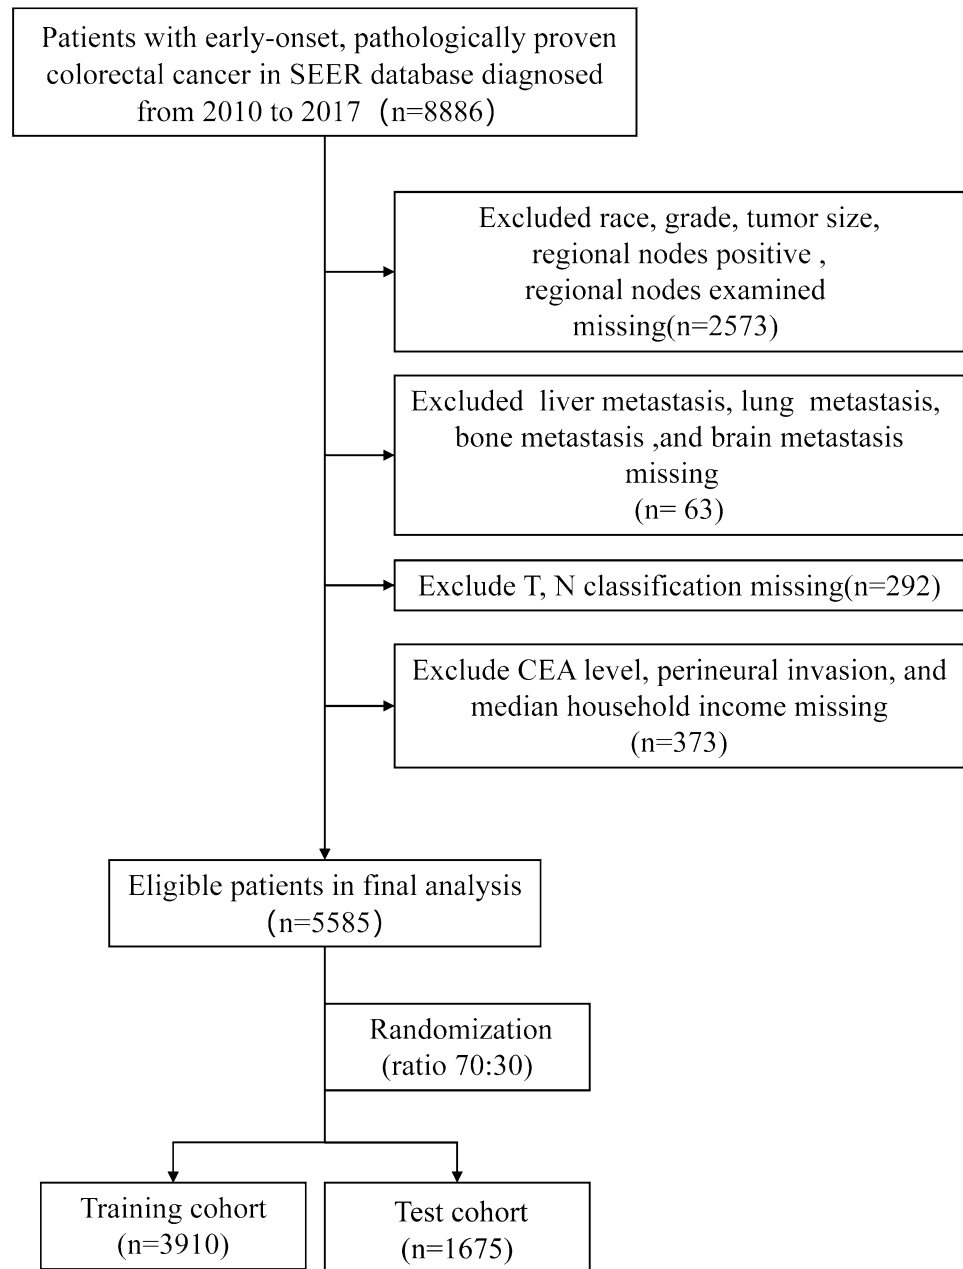 Patients with early-onset, pathologically proven
colorectal cancer in SEER database diagnosed
from 2010 to 2017（n=8886）
Excluded race, grade, tumor size,
regional nodes positive ,
regional nodes examined
missing(n=2573)
Excluded  liver metastasis, lung  metastasis,
bone metastasis ,and brain metastasis
missing
(n= 63)
Exclude T, N classification missing(n=292)
Exclude CEA level, perineural invasion, and
median household income missing
(n=373)
Eligible patients in final analysis
（n=5585）
Randomization
(ratio 70:30)
Training cohort
(n=3910)
Test cohort
(n=1675)